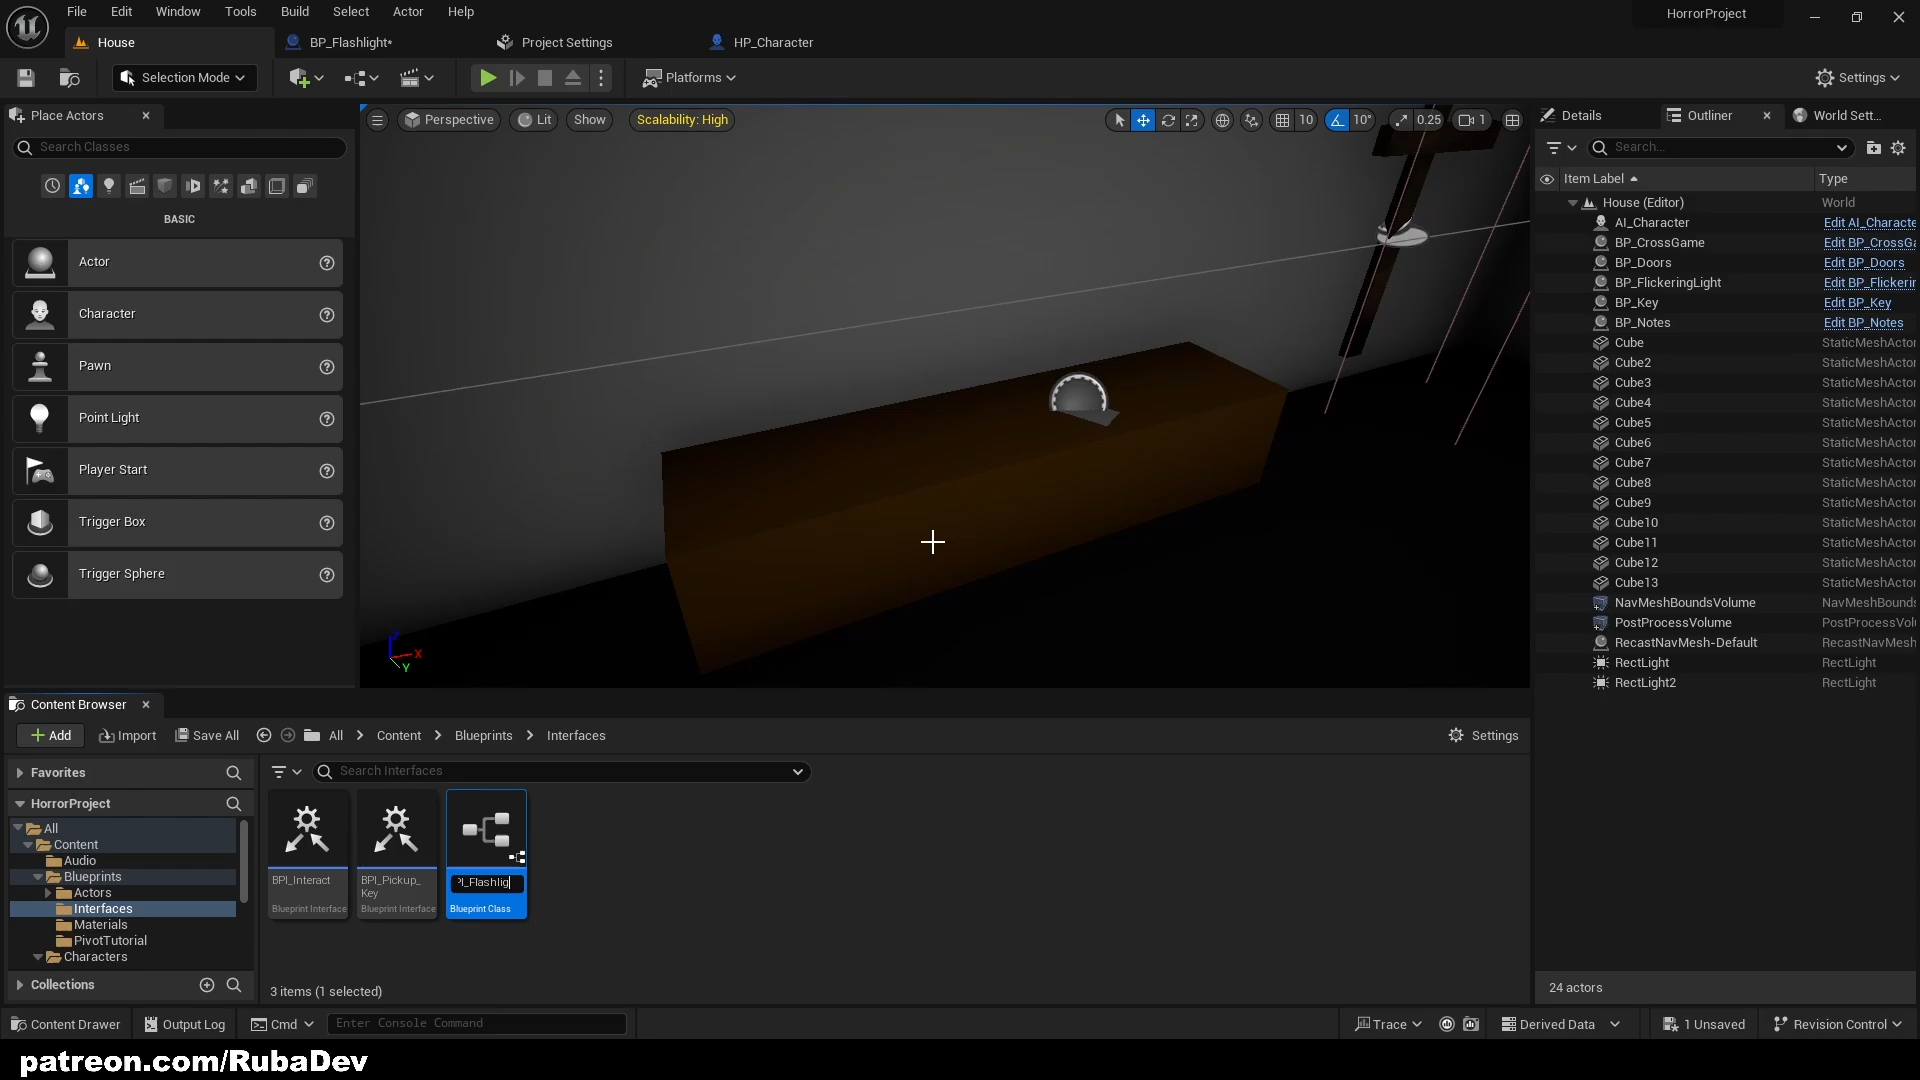 File Edit Window Tools Build Select Actor Help
HorrorProject
House BP_Flashlight* Project Settings HP_Character
Selection Mode Platforms Settings
Place Actors
Search Classes
BASIC
Actor
Character
Pawn
Point Light
Player Start
Trigger Box
Trigger Sphere
Perspective Lit Show Scalability: High 10 10° 0.25 1
X
Y
Details Outliner World Sett...
Search...
Item Label Type
House (Editor) World
AI_Character Edit AI_Characte
BP_CrossGame Edit BP_CrossGa
BP_Doors Edit BP_Doors
BP_FlickeringLight Edit BP_Flickerin
BP_Key Edit BP_Key
BP_Notes Edit BP_Notes
Cube StaticMeshActor
Cube2 StaticMeshActor
Cube3 StaticMeshActor
Cube4 StaticMeshActor
Cube5 StaticMeshActor
Cube6 StaticMeshActor
Cube7 StaticMeshActor
Cube8 StaticMeshActor
Cube9 StaticMeshActor
Cube10 StaticMeshActor
Cube11 StaticMeshActor
Cube12 StaticMeshActor
Cube13 StaticMeshActor
NavMeshBoundsVolume NavMeshBounds
PostProcessVolume PostProcessVolu
RecastNavMesh-Default RecastNavMesh
RectLight RectLight
RectLight2 RectLight
24 actors
Content Browser
Add Import Save All All Content Blueprints Interfaces Settings
Favorites
HorrorProject
All
Content
Audio
Blueprints
Actors
Interfaces
Materials
PivotTutorial
Characters
Collections
Search Interfaces
BPI_Interact
Blueprint Interface
BPI_Pickup_
Key
Blueprint Interface
PI_Flashlig
Blueprint Class
3 items (1 selected)
Content Drawer Output Log Cmd Enter Console Command Trace Derived Data 1 Unsaved Revision Control
patreon.com/RubaDev